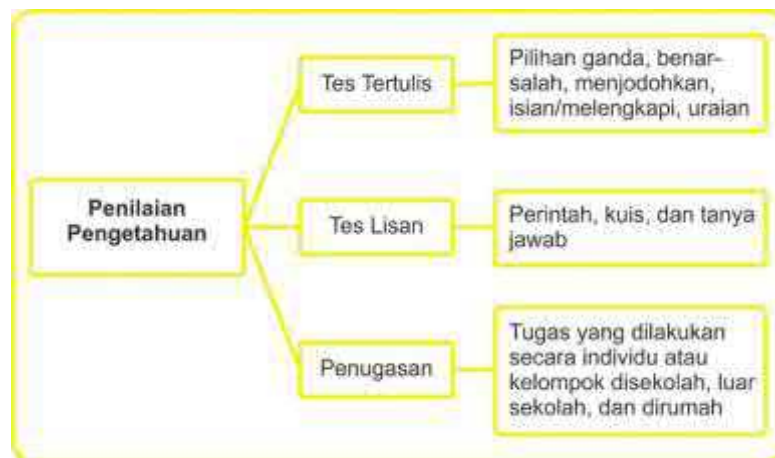 Penilaian
Pengetahuan
Tes Tertulis
Pilihan ganda, benar-
salah, menjodohkan,
isian/melengkapi, uraian
Tes Lisan
Perintah, kuis, dan tanya
jawab
Penugasan
Tugas yang dilakukan
secara individu atau
kelompok disekolah, luar
sekolah, dan dirumah